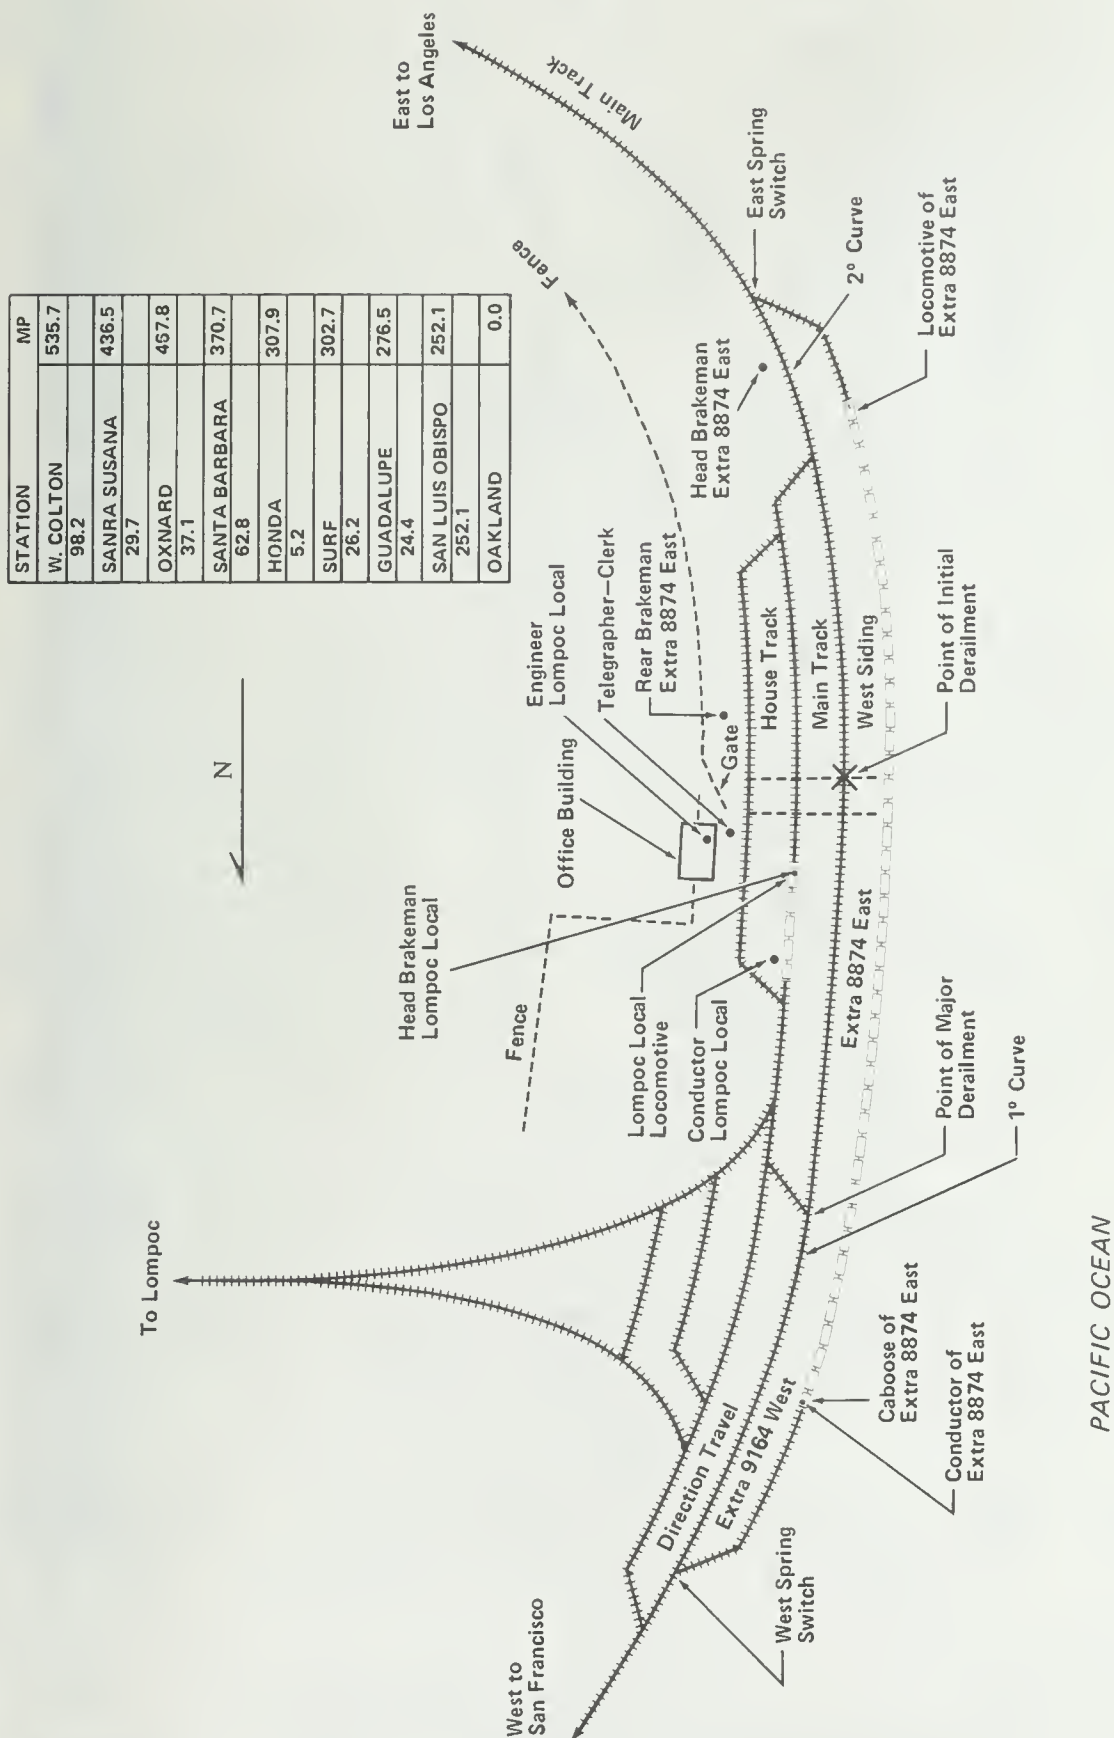 STATION MP
W. COLTON 535.7
98.2
SANRA SUSANA 436.5
29.7
OXNARD 467.8
37.1
SANTA BARBARA 370.7
62.8
HONDA 307.9
5.2
SURF 302.7
26.2
GUADALUPE 276.5
24.4
SAN LUIS OBISPO 252.1
252.1
OAKLAND 0.0
East to
Los Angeles
Main Track
N
Fence
East Spring
Switch
2° Curve
Locomotive of
Extra 8874 East
Head Brakeman
Extra 8874 East
Rear Brakeman
Extra 8874 East
Telegrapher—Clerk
Engineer
Lompoc Local
Office Building
Gate
House Track
Main Track
West Siding
Point of Initial
Derailment
Head Brakeman
Lompoc Local
Fence
Lompoc Local
Locomotive
Conductor
Lompoc Local
Extra 8874 East
Point of Major
Derailment
1° Curve
To Lompoc
Direction Travel
Extra 9164 West
Caboose of
Extra 8874 East
Conductor of
Extra 8874 East
West Spring
Switch
West to
San Francisco
PACIFIC OCEAN